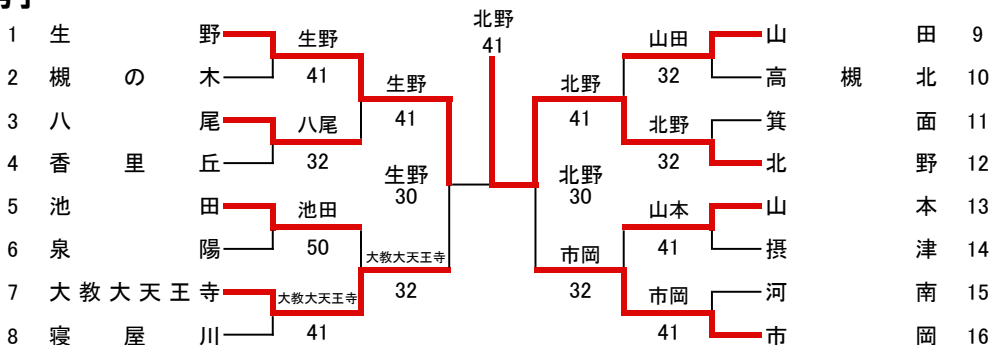 北野
41
1 生野 生野 山田 山田 9
2 槻の木 41 32 高槻北 10
生野 北野
3 八尾 八尾 41 41 北野 箕面 11
4 香里丘 32 32 北野 12
生野 北野
30 30
5 池田 池田 山本 山本 13
6 泉陽 50 41 摂津 14
大教大天王寺 市岡
7 大教大天王寺 大教大天王寺 32 32 市岡 河南 15
8 寝屋川 41 41 市岡 16